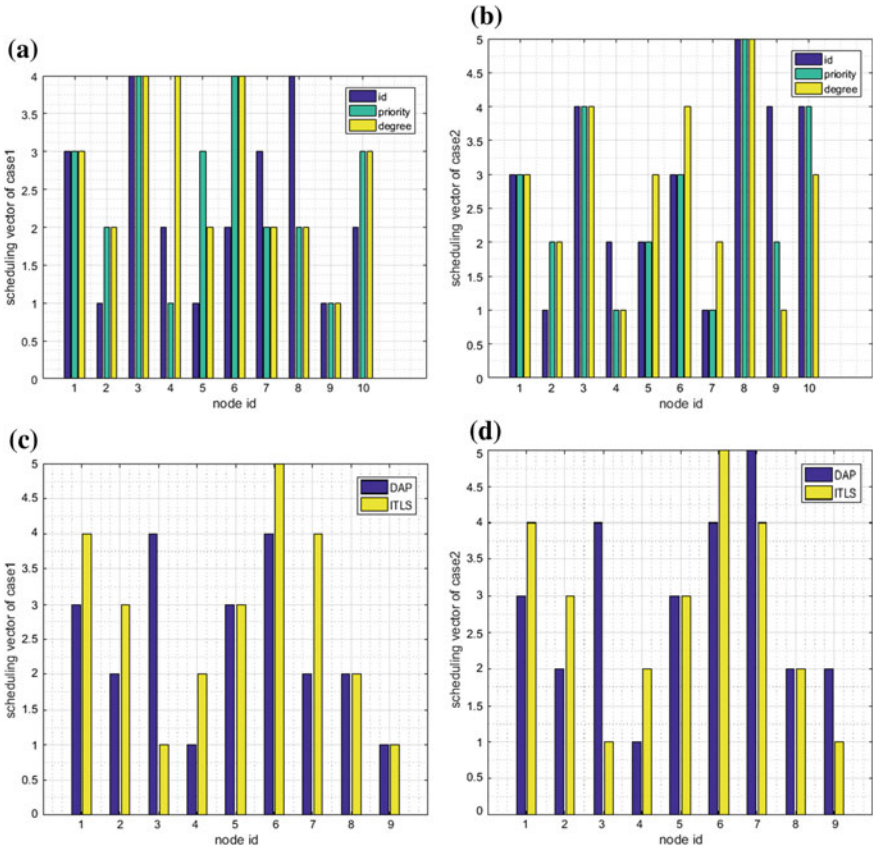 (a)
scheduling vector of case1
4
3.5
3
2.5
2
1.5
1
0.5
0
id
priority
degree
1 2 3 4 5 6 7 8 9 10
node id
(b)
scheduling vector of case2
5
4.5
4
3.5
3
2.5
2
1.5
1
0.5
0
id
priority
degree
1 2 3 4 5 6 7 8 9 10
node id
(c)
scheduling vector of case1
5
4.5
4
3.5
3
2.5
2
1.5
1
0.5
0
DAP
ITLS
1 2 3 4 5 6 7 8 9
node id
(d)
scheduling vector of case2
5
4.5
4
3.5
3
2.5
2
1.5
1
0.5
0
DAP
ITLS
1 2 3 4 5 6 7 8 9
node id